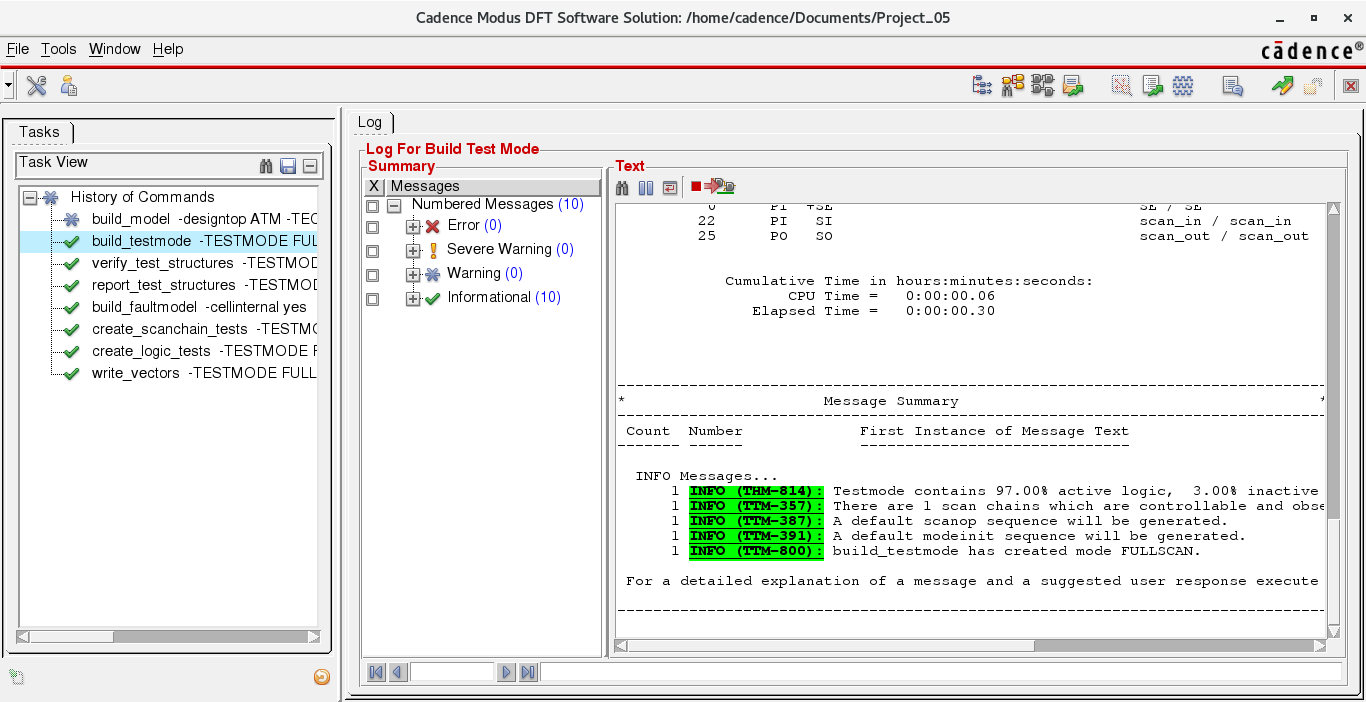 Cadence Modus DFT Software Solution: /home/cadence/Documents/Project_05
File Tools Window Help
cādence®
Tasks
Task View
History of Commands
build_model -designtop ATM -TEC
build_testmode -TESTMODE FUL
verify_test_structures -TESTMOD
report_test_structures -TESTMOD
build_faultmodel -cellinternal yes
create_scanchain_tests -TESTMO
create_logic_tests -TESTMODE F
write_vectors -TESTMODE FULL
Log
Log For Build Test Mode
Summary
X Messages
Numbered Messages (10)
Error (0)
Severe Warning (0)
Warning (0)
Informational (10)
Text
PI +SE SE / SE
22 PI SI scan_in / scan_in
25 PO SO scan_out / scan_out
Cumulative Time in hours:minutes:seconds:
CPU Time = 0:00:00.06
Elapsed Time = 0:00:00.30
--------------------------------------------------------------------------------
* Message Summary *
--------------------------------------------------------------------------------
Count Number First Instance of Message Text
------- ------ ------------------------------
INFO Messages...
1 INFO (THM-814): Testmode contains 97.00% active logic, 3.00% inactive
1 INFO (TTM-357): There are 1 scan chains which are controllable and obse
1 INFO (TTM-387): A default scanop sequence will be generated.
1 INFO (TTM-391): A default modeinit sequence will be generated.
1 INFO (TTM-800): build_testmode has created mode FULLSCAN.
For a detailed explanation of a message and a suggested user response execute
--------------------------------------------------------------------------------